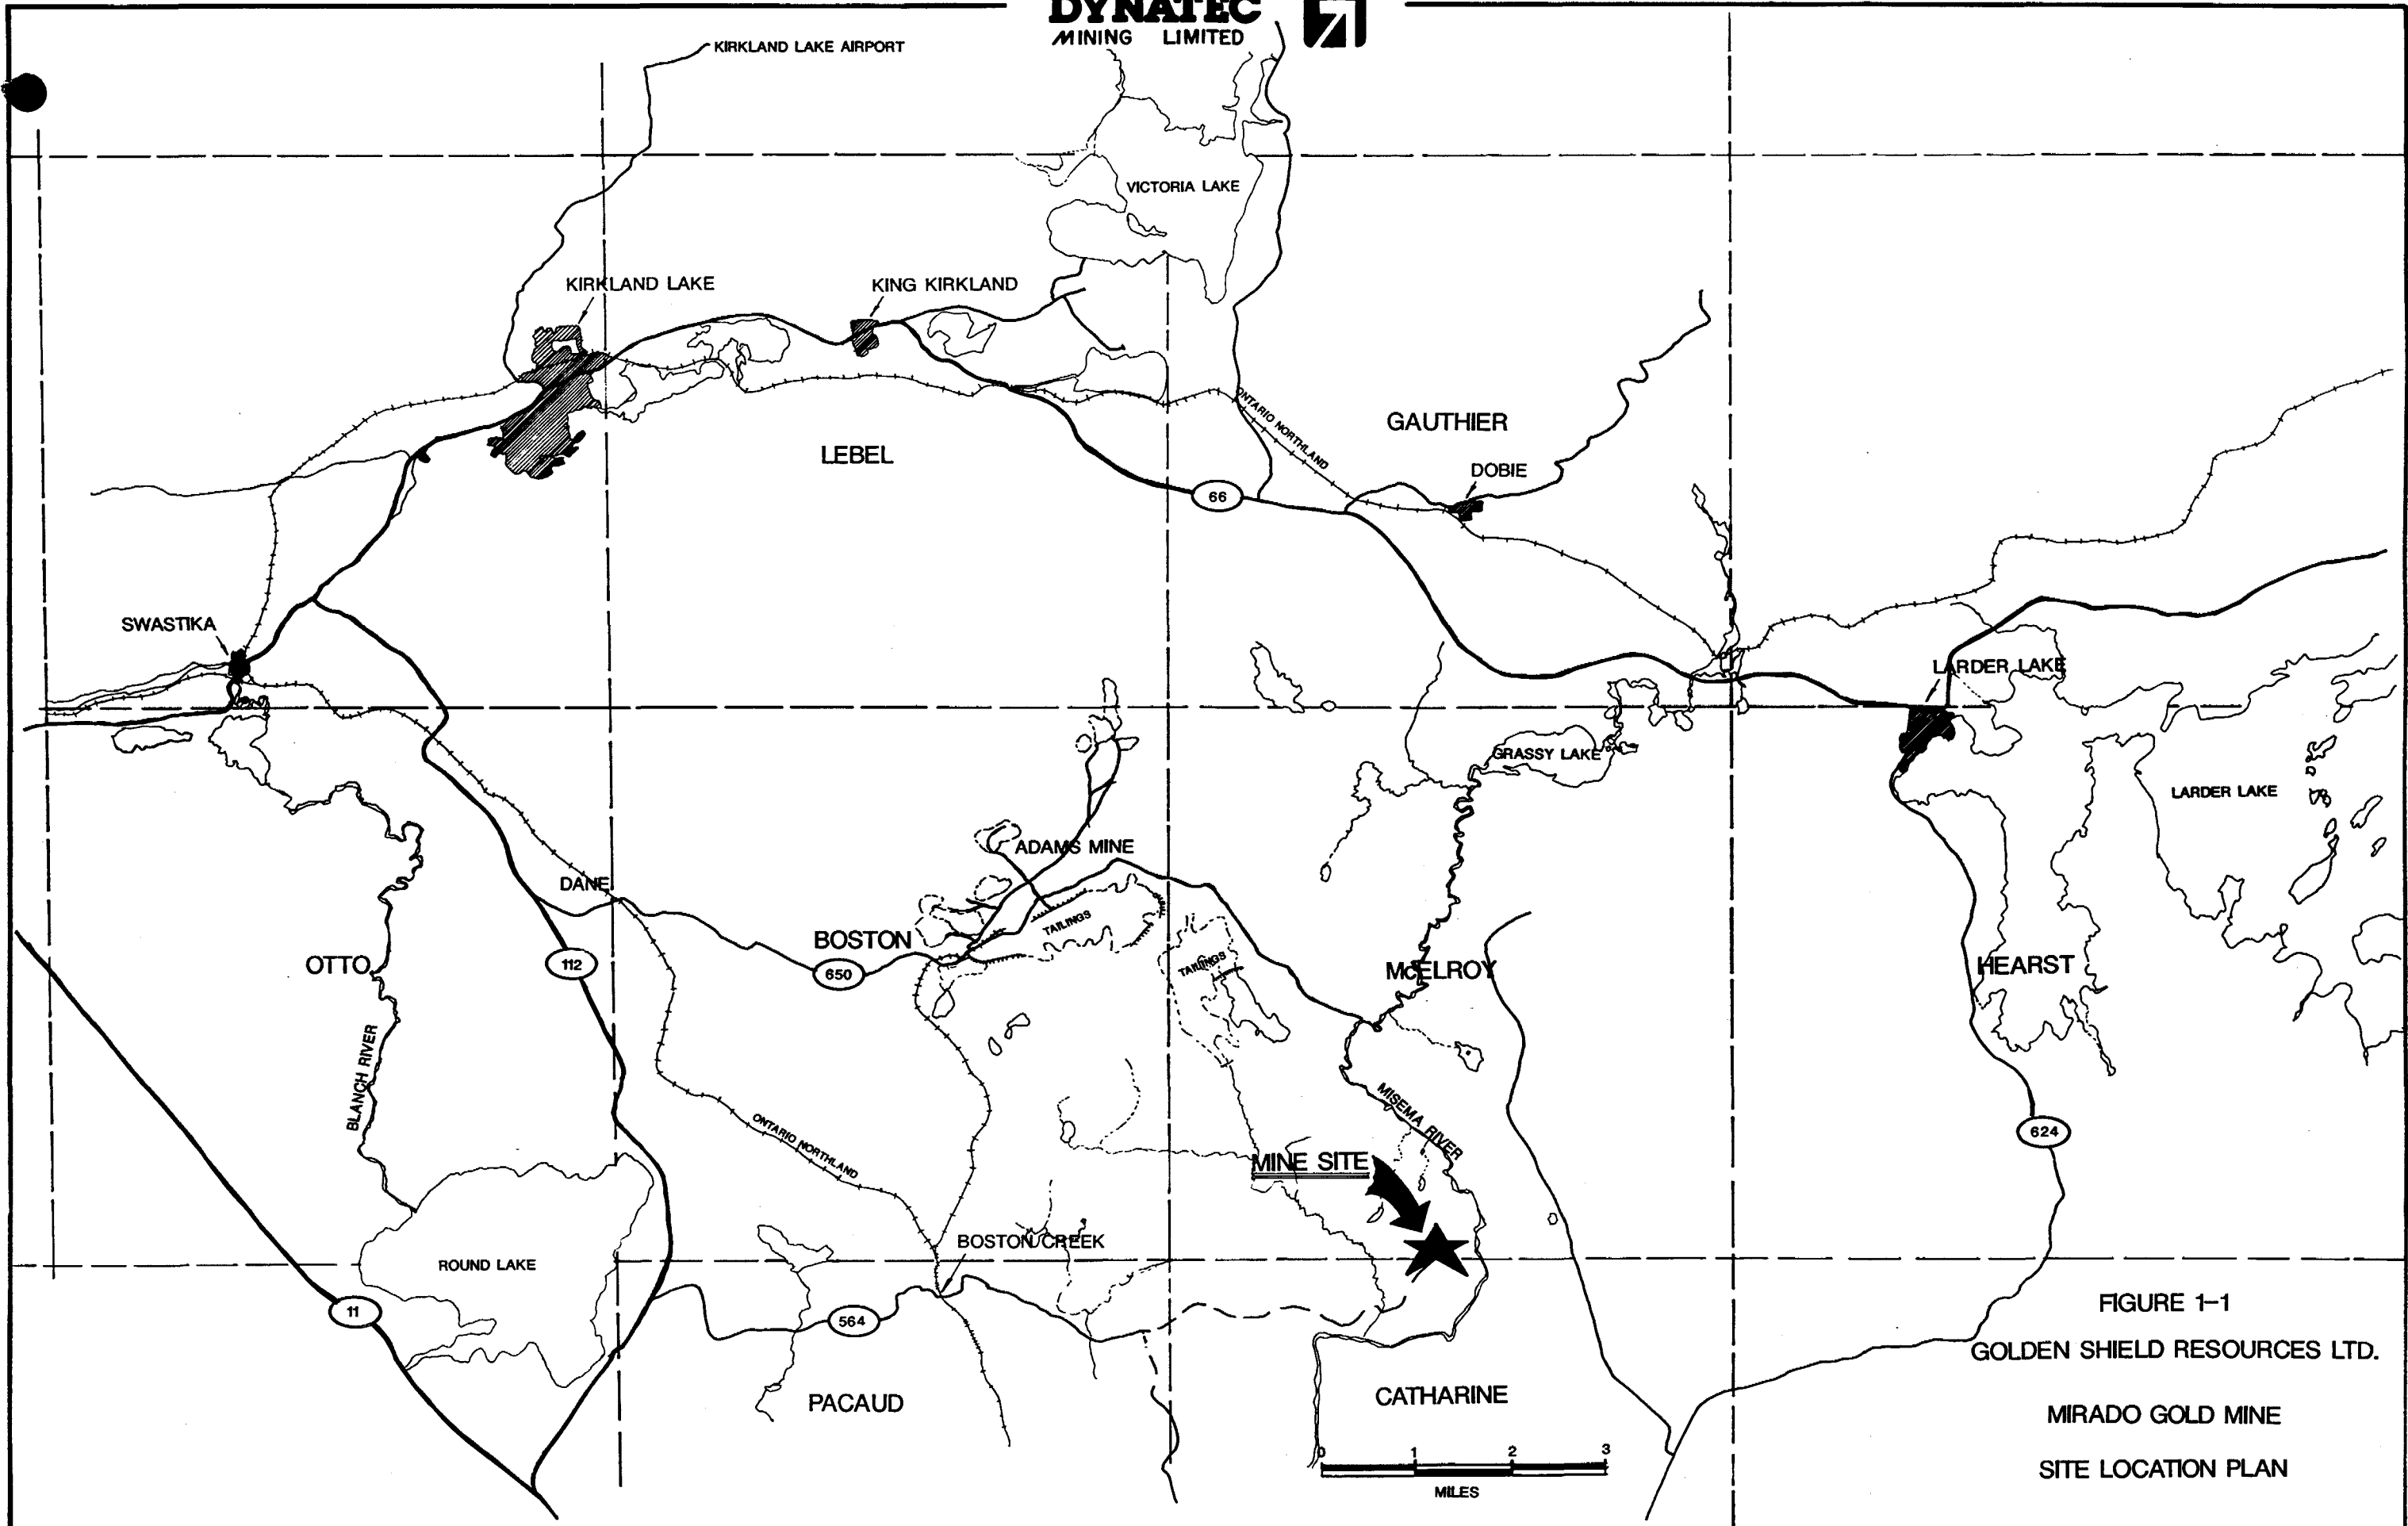 DYNATEC
MINING LIMITED
KIRKLAND LAKE AIRPORT
VICTORIA LAKE
KIRKLAND LAKE
KING KIRKLAND
ONTARIO NORTHLAND
GAUTHIER
LEBEL
DOBIE
66
SWASTIKA
LARDER LAKE
GRASSY LAKE
LARDER LAKE
ADAMS MINE
DANE
TAILINGS
BOSTON
OTTO
112
650
TAILINGS
McELROY
HEARST
BLANCH RIVER
MISEMA RIVER
ONTARIO NORTHLAND
624
MINE SITE
BOSTON CREEK
ROUND LAKE
11
564
FIGURE 1-1
GOLDEN SHIELD RESOURCES LTD.
PACAUD
CATHARINE
MIRADO GOLD MINE
0 1 2 3
MILES
SITE LOCATION PLAN